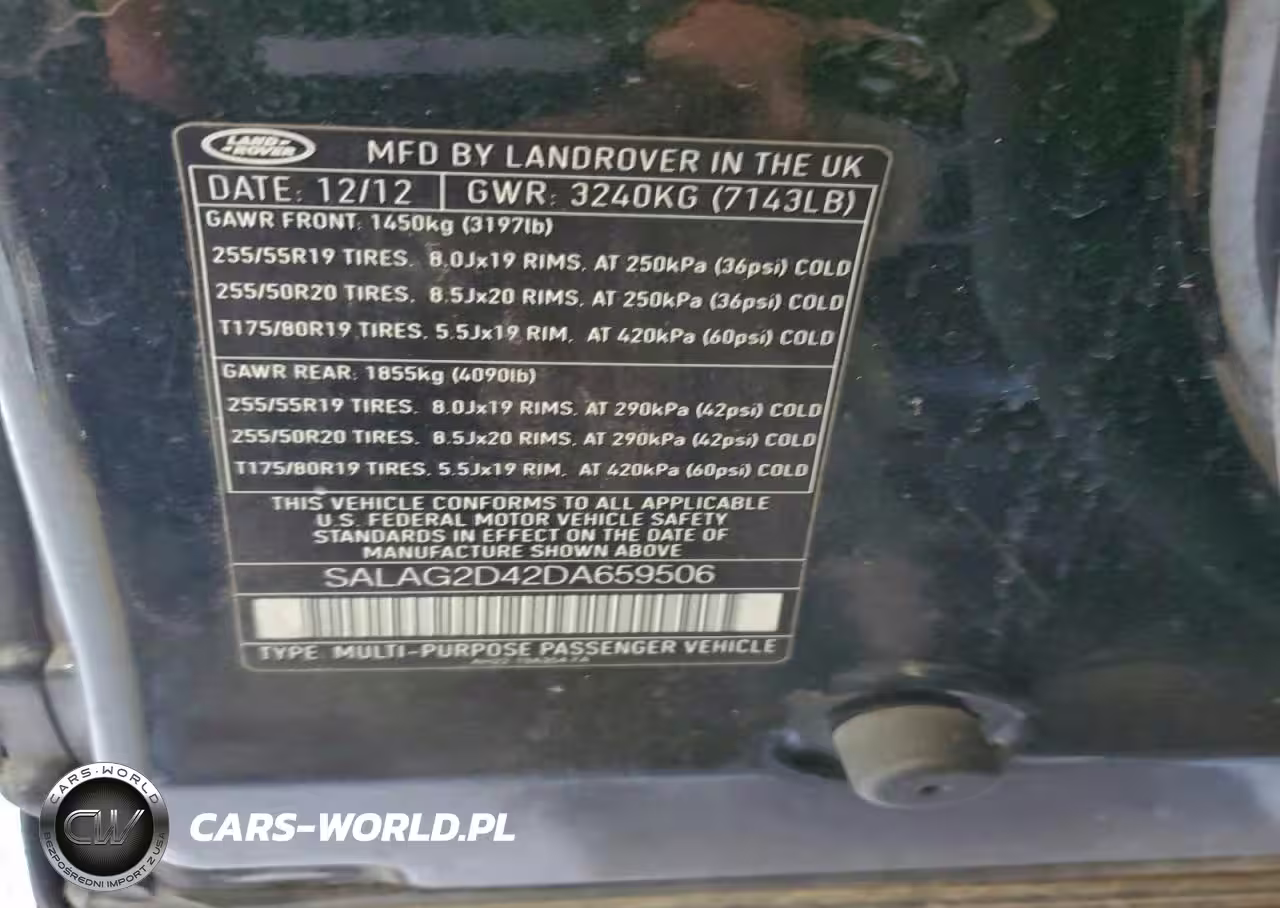 LAND ROVER
MFD BY LANDROVER IN THE UK
DATE: 12/12 GWR: 3240KG (7143LB)
GAWR FRONT: 1450kg (3197lb)
255/55R19 TIRES. 8.0Jx19 RIMS. AT 250kPa (36psi) COLD
255/50R20 TIRES. 8.5Jx20 RIMS. AT 250kPa (36psi) COLD
T175/80R19 TIRES. 5.5Jx19 RIM. AT 420kPa (60psi) COLD
GAWR REAR: 1855kg (4090lb)
255/55R19 TIRES. 8.0Jx19 RIMS. AT 290kPa (42psi) COLD
255/50R20 TIRES. 8.5Jx20 RIMS. AT 290kPa (42psi) COLD
T175/80R19 TIRES. 5.5Jx19 RIM. AT 420kPa (60psi) COLD
THIS VEHICLE CONFORMS TO ALL APPLICABLE
U.S. FEDERAL MOTOR VEHICLE SAFETY
STANDARDS IN EFFECT ON THE DATE OF
MANUFACTURE SHOWN ABOVE
SALAG2D42DA659506
TYPE MULTI-PURPOSE PASSENGER VEHICLE
CARS-WORLD
CW
BEZPOŚREDNI IMPORT Z USA
CARS-WORLD.PL